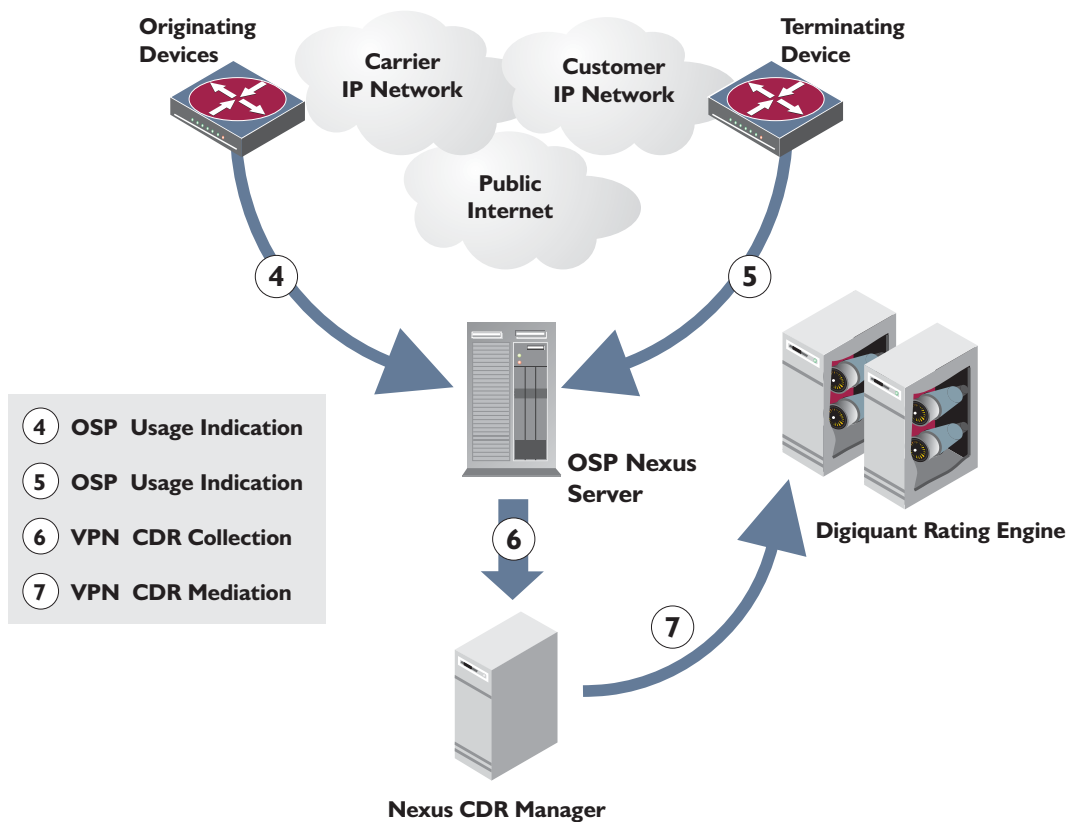 Originating
Devices
Carrier
IP Network
Customer
IP Network
Terminating
Device
Public
Internet
4
5
4 OSP Usage Indication
5 OSP Usage Indication
6 VPN CDR Collection
7 VPN CDR Mediation
OSP Nexus
Server
6
Digiquant Rating Engine
7
Nexus CDR Manager